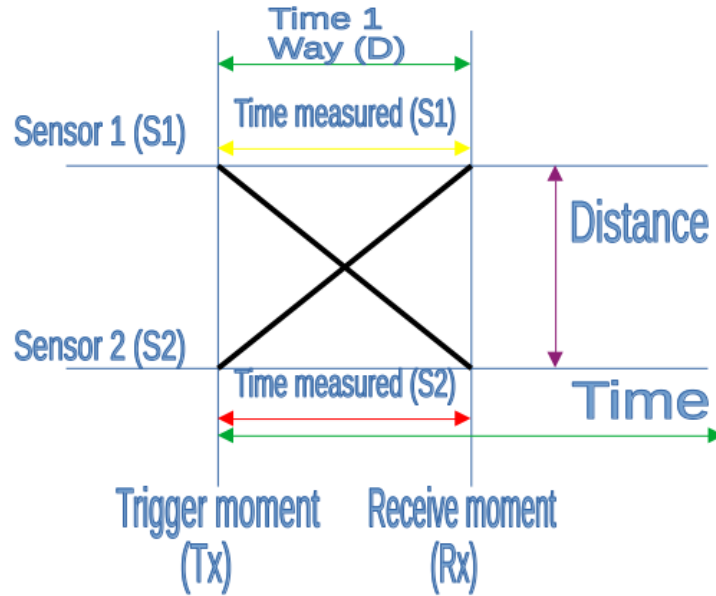 Time 1
Way (D)
Time measured (S1)
Sensor 1 (S1)
Distance
Sensor 2 (S2)
Time measured (S2)
Time
Trigger moment
(Tx)
Receive moment
(Rx)